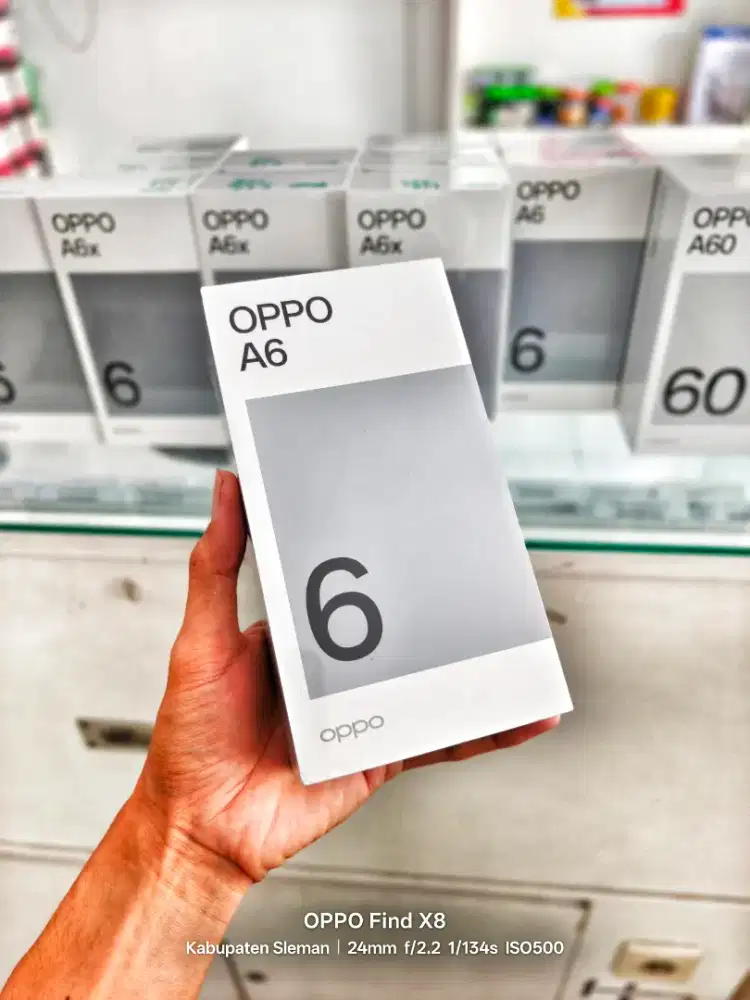 OPPO
A6x
6
OPPO
A6x
OPPO
A6x
OPPO
A6
6
OPPO
A60
60
OPPO
A6
6
oppo
OPPO Find X8
Kabupaten Sleman | 24mm f/2.2 1/134s ISO500